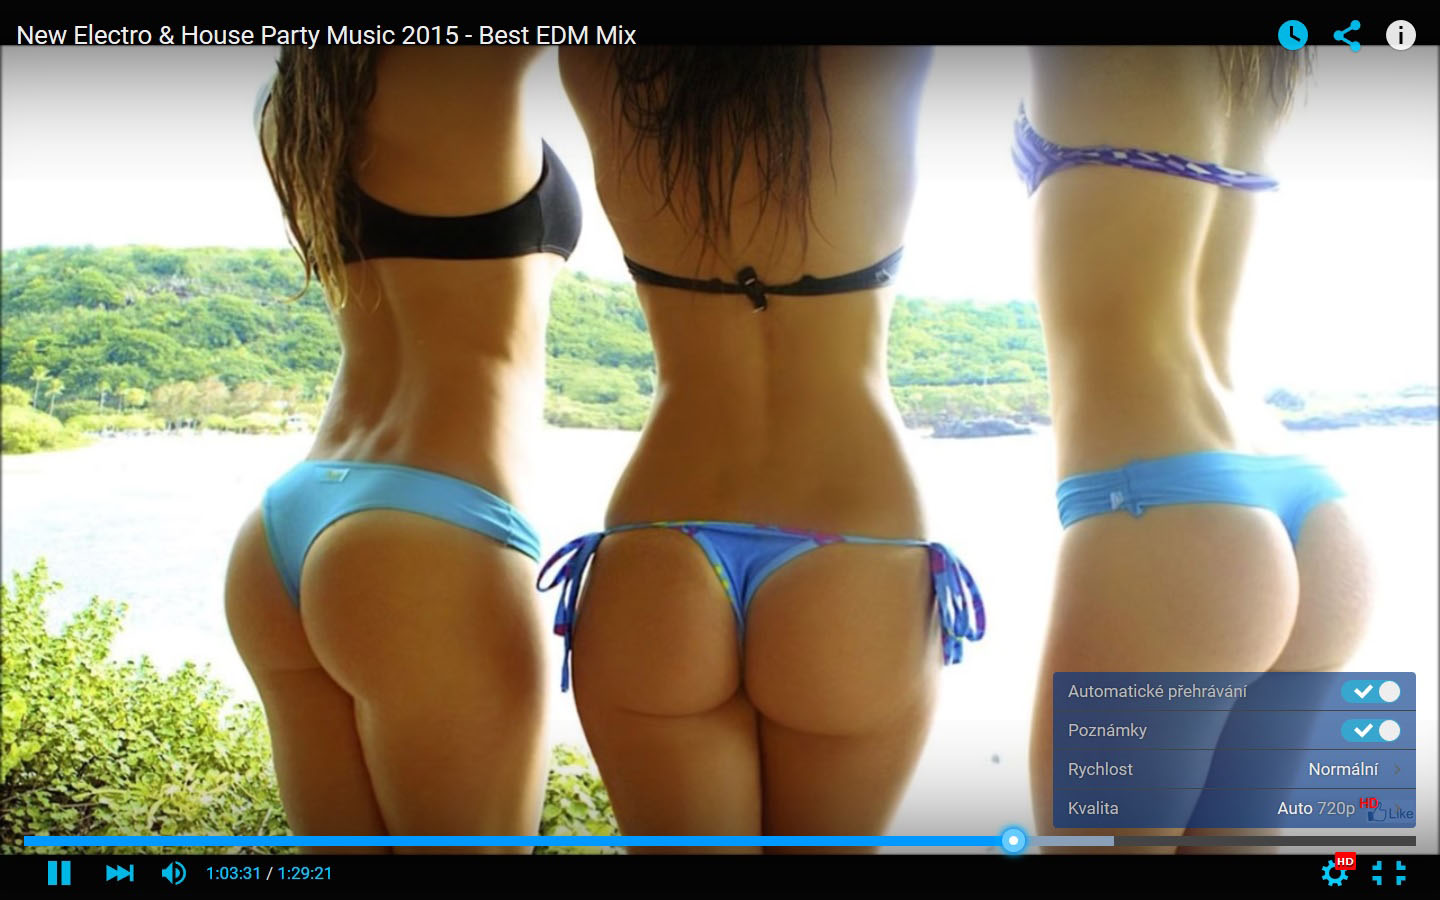 New Electro & House Party Music 2015 - Best EDM Mix
Automatické přehrávání
Poznámky
Rychlost Normální
Kvalita Auto 720p HD
Like
1:03:31 / 1:29:21
HD